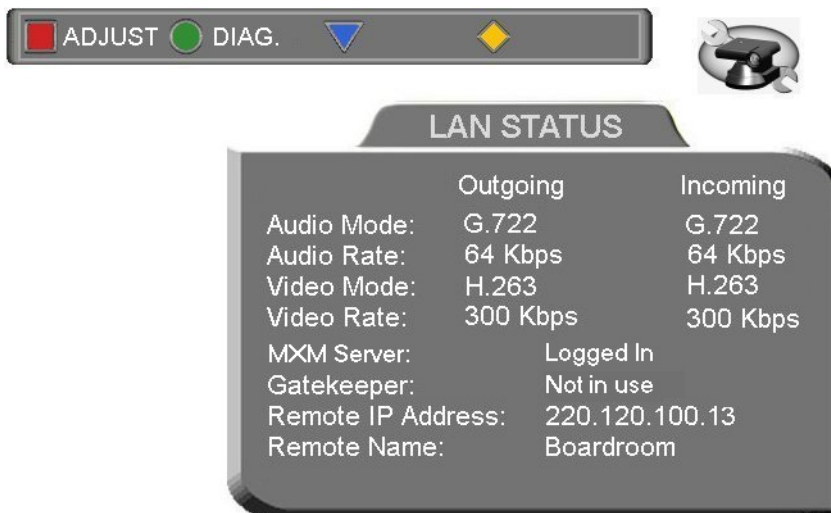 ADJUST DIAG.
LAN STATUS
Outgoing Incoming
Audio Mode: G.722 G.722
Audio Rate: 64 Kbps 64 Kbps
Video Mode: H.263 H.263
Video Rate: 300 Kbps 300 Kbps
MXM Server: Logged In
Gatekeeper: Not in use
Remote IP Address: 220.120.100.13
Remote Name: Boardroom